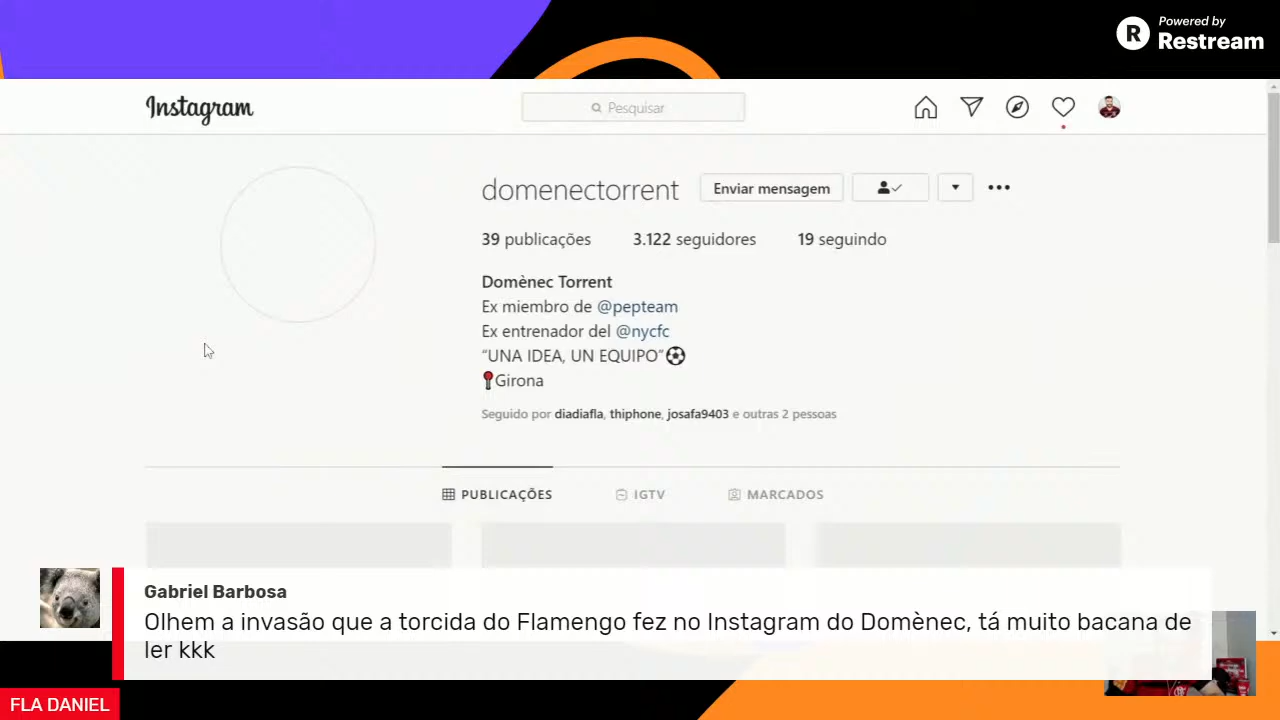 Powered by
R Restream
Instagram
Pesquisar
domenectorrent Enviar mensagem
39 publicações 3.122 seguidores 19 seguindo
Domènec Torrent
Ex miembro de @pepteam
Ex entrenador del @nycfc
“UNA IDEA, UN EQUIPO”⚽
📍Girona
Seguido por diadiafla, thiphone, josafa9403 e outras 2 pessoas
PUBLICAÇÕES IGTV MARCADOS
Gabriel Barbosa
Olhem a invasão que a torcida do Flamengo fez no Instagram do Domènec, tá muito bacana de
ler kkk
FLA DANIEL